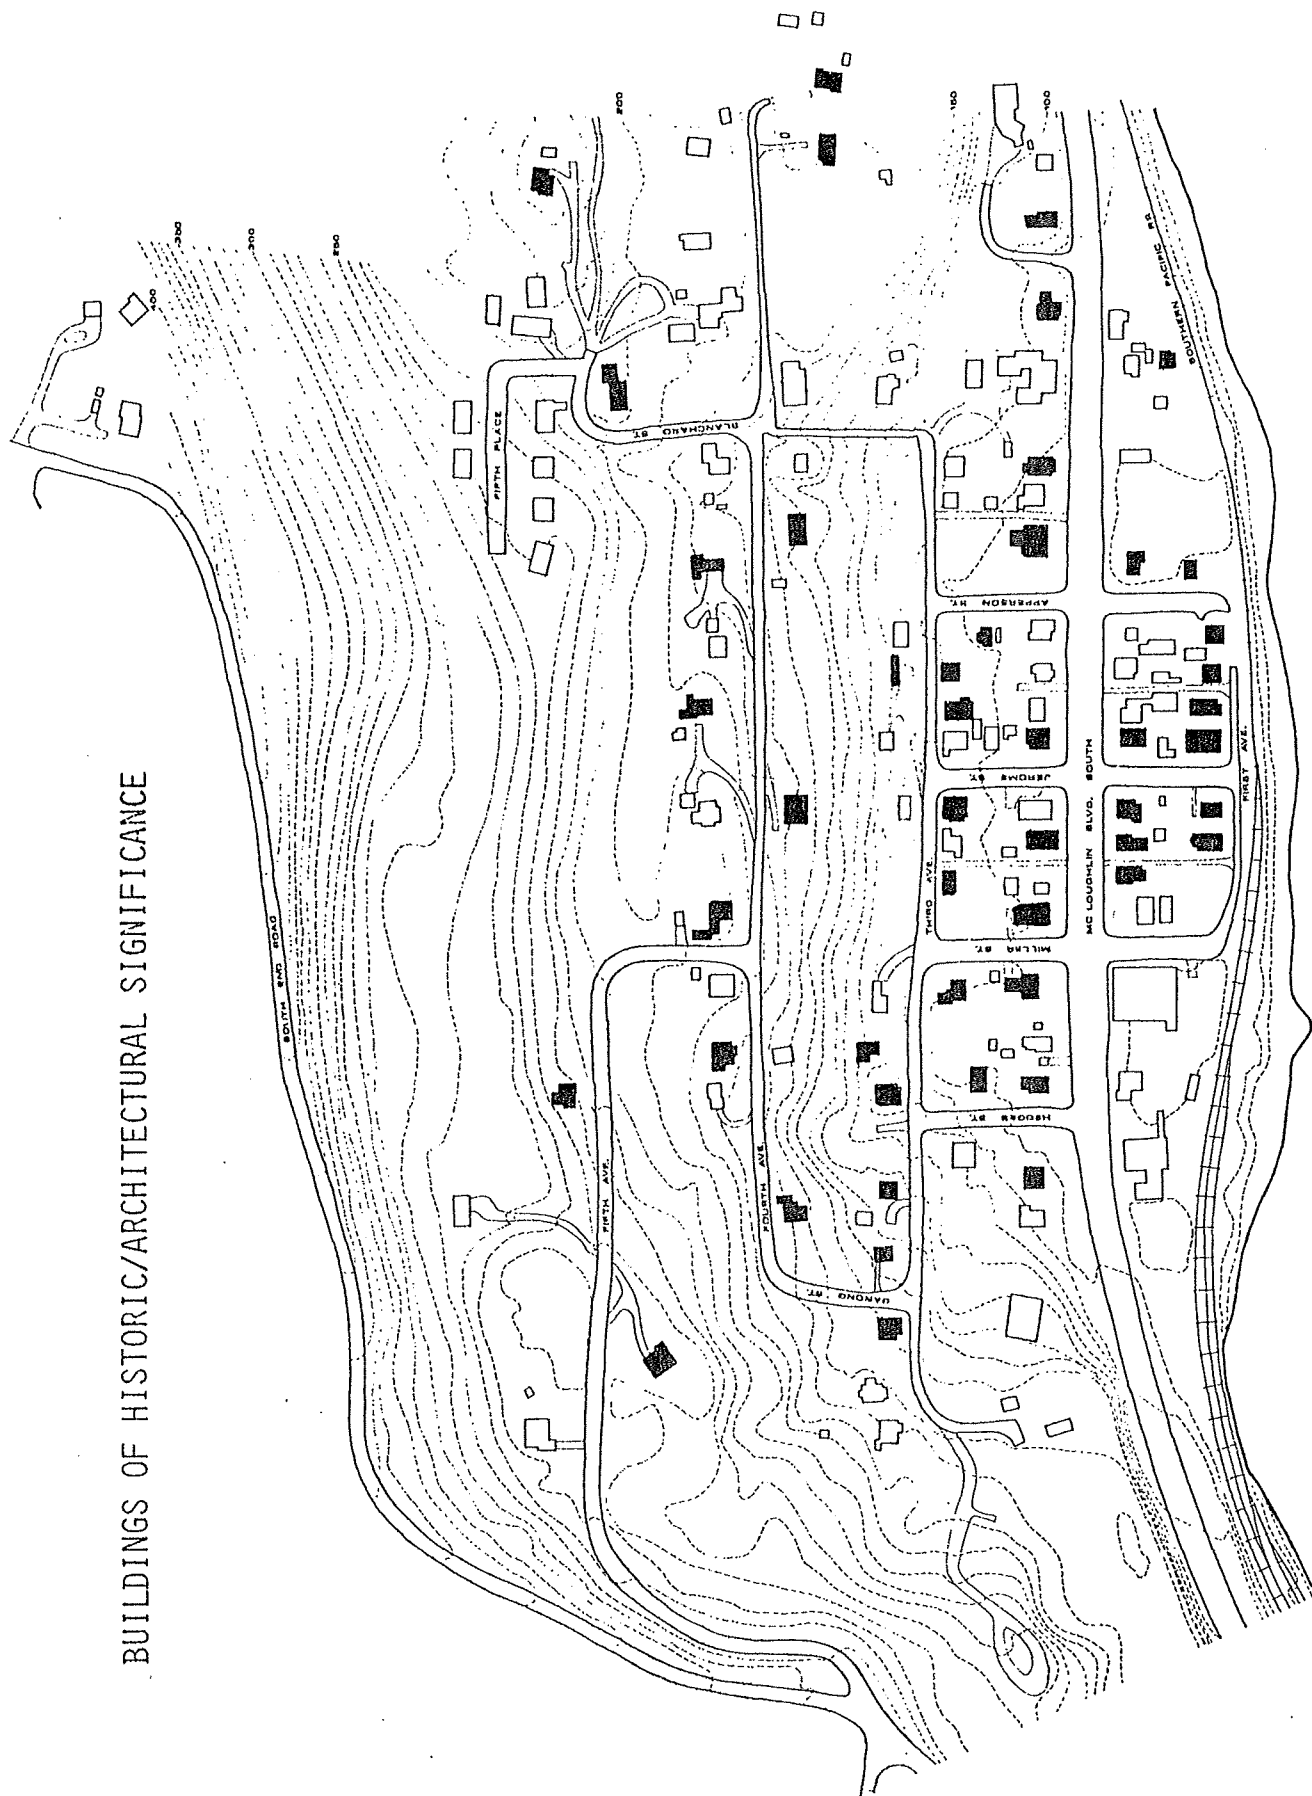 BUILDINGS OF HISTORIC/ARCHITECTURAL SIGNIFICANCE
400
350
300
250
200
150
100
SOUTH END ROAD
FIFTH PLACE
BLANCHARD ST.
FIFTH AVE.
FOURTH AVE.
THIRD AVE.
APPERSON ST.
JEROME ST.
MILLER ST.
HEDGES ST.
MC LOUGHLIN BLVD. SOUTH
FIRST AVE.
SOUTHERN PACIFIC RR